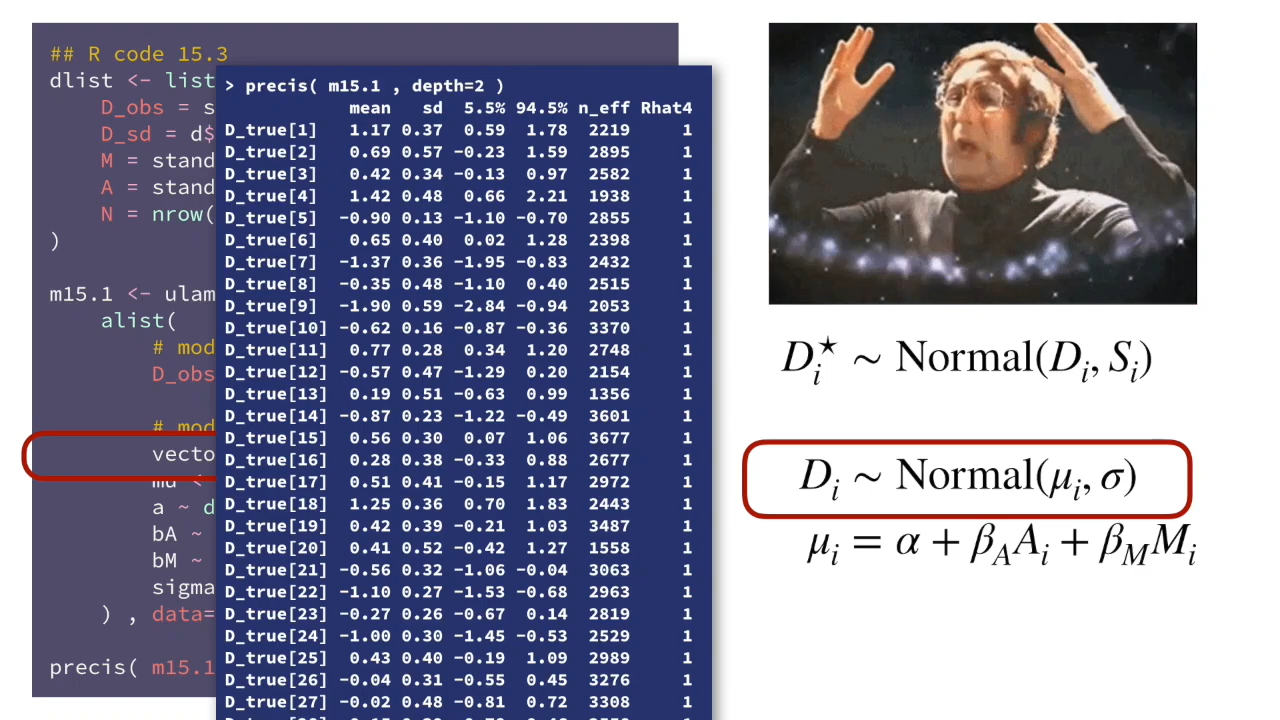 ## R code 15.3
dlist <- list
D_obs = s
D_sd = d$
M = stand
A = stand
N = nrow(
)
m15.1 <- ulam
alist(
# mod
D_obs
# mod
vecto
a ~ d
bA ~
bM ~
sigma
) , data=
precis( m15.1
> precis( m15.1 , depth=2 )
mean sd 5.5% 94.5% n_eff Rhat4
D_true[1] 1.17 0.37 0.59 1.78 2219 1
D_true[2] 0.69 0.57 -0.23 1.59 2895 1
D_true[3] 0.42 0.34 -0.13 0.97 2582 1
D_true[4] 1.42 0.48 0.66 2.21 1938 1
D_true[5] -0.90 0.13 -1.10 -0.70 2855 1
D_true[6] 0.65 0.40 0.02 1.28 2398 1
D_true[7] -1.37 0.36 -1.95 -0.83 2432 1
D_true[8] -0.35 0.48 -1.10 0.40 2515 1
D_true[9] -1.90 0.59 -2.84 -0.94 2053 1
D_true[10] -0.62 0.16 -0.87 -0.36 3370 1
D_true[11] 0.77 0.28 0.34 1.20 2748 1
D_true[12] -0.57 0.47 -1.29 0.20 2154 1
D_true[13] 0.19 0.51 -0.63 0.99 1356 1
D_true[14] -0.87 0.23 -1.22 -0.49 3601 1
D_true[15] 0.56 0.30 0.07 1.06 3677 1
D_true[16] 0.28 0.38 -0.33 0.88 2677 1
D_true[17] 0.51 0.41 -0.15 1.17 2972 1
D_true[18] 1.25 0.36 0.70 1.83 2443 1
D_true[19] 0.42 0.39 -0.21 1.03 3487 1
D_true[20] 0.41 0.52 -0.42 1.27 1558 1
D_true[21] -0.56 0.32 -1.06 -0.04 3063 1
D_true[22] -1.10 0.27 -1.53 -0.68 2963 1
D_true[23] -0.27 0.26 -0.67 0.14 2819 1
D_true[24] -1.00 0.30 -1.45 -0.53 2529 1
D_true[25] 0.43 0.40 -0.19 1.09 2989 1
D_true[26] -0.04 0.31 -0.55 0.45 3276 1
D_true[27] -0.02 0.48 -0.81 0.72 3308 1
D⋆ᵢ ∼ Normal(Dᵢ, Sᵢ)
Dᵢ ∼ Normal(μᵢ, σ)
μᵢ = α + β_A Aᵢ + β_M Mᵢ